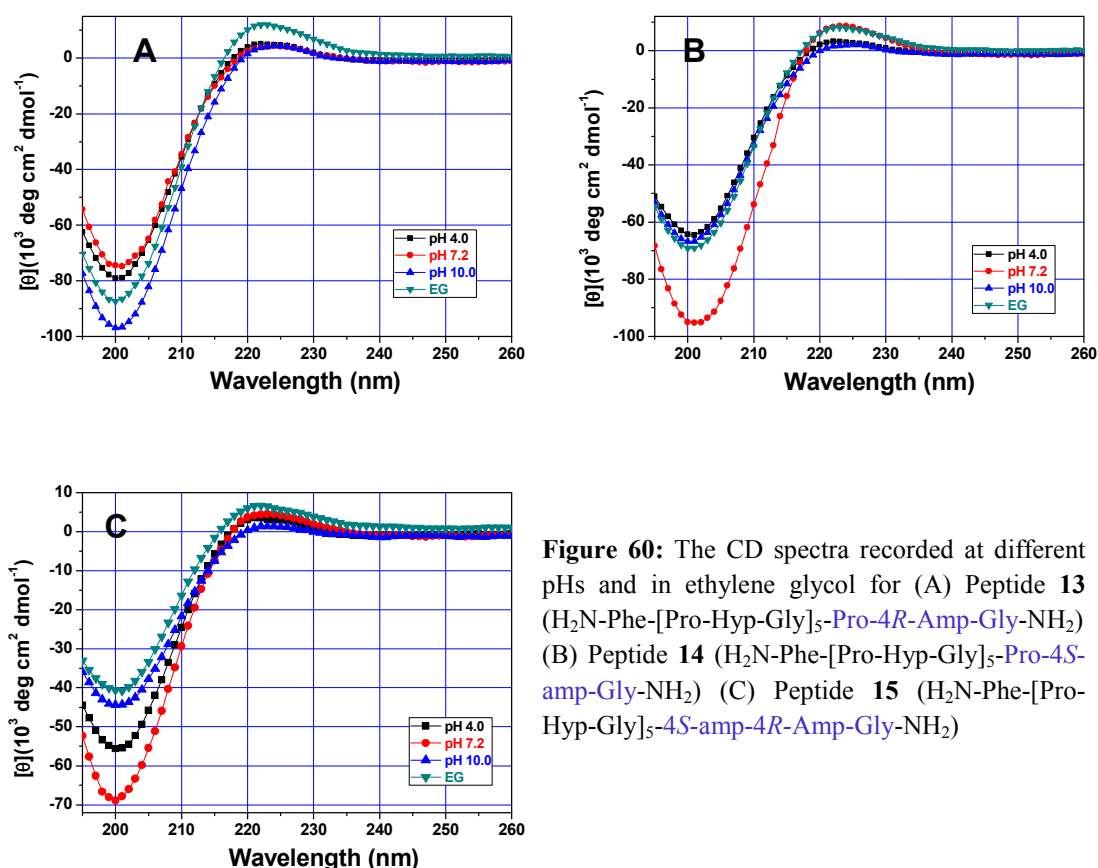 A
[θ](10³ deg cm² dmol⁻¹)
0
-20
-40
-60
-80
-100
pH 4.0
pH 7.2
pH 10.0
EG
200 210 220 230 240 250 260
Wavelength (nm)
B
[θ](10³ deg cm² dmol⁻¹)
0
-20
-40
-60
-80
-100
pH 4.0
pH 7.2
pH 10.0
EG
200 210 220 230 240 250 260
Wavelength (nm)
C
[θ](10³ deg cm² dmol⁻¹)
10
0
-10
-20
-30
-40
-50
-60
-70
pH 4.0
pH 7.2
pH 10.0
EG
200 210 220 230 240 250 260
Wavelength (nm)
Figure 60: The CD spectra recorded at different
pHs and in ethylene glycol for (A) Peptide 13
(H₂N-Phe-[Pro-Hyp-Gly]₅-Pro-4R-Amp-Gly-NH₂)
(B) Peptide 14 (H₂N-Phe-[Pro-Hyp-Gly]₅-Pro-4S-
amp-Gly-NH₂) (C) Peptide 15 (H₂N-Phe-[Pro-
Hyp-Gly]₅-4S-amp-4R-Amp-Gly-NH₂)